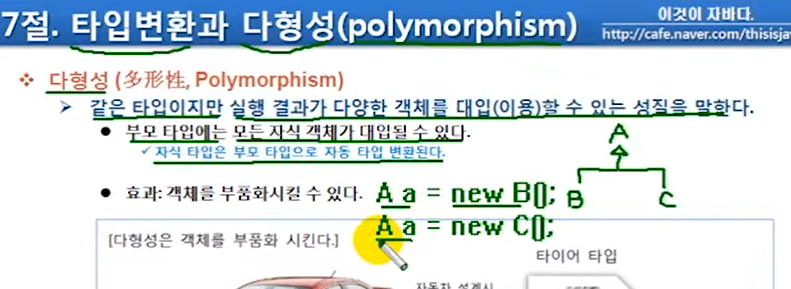 7절. 타입변환과 다형성(polymorphism)
이것이 자바다.
http://cafe.naver.com/thisisjav
다형성 (多形性, Polymorphism)
같은 타입이지만 실행 결과가 다양한 객체를 대입(이용)할 수 있는 성질을 말한다.
부모 타입에는 모든 자식 객체가 대입될 수 있다.
자식 타입은 부모 타입으로 자동 타입 변환된다.
A
B C
효과: 객체를 부품화시킬 수 있다.
A a = new B();
A a = new C();
[다형성은 객체를 부품화 시킨다.]
타이어 타입
자동차 설계시